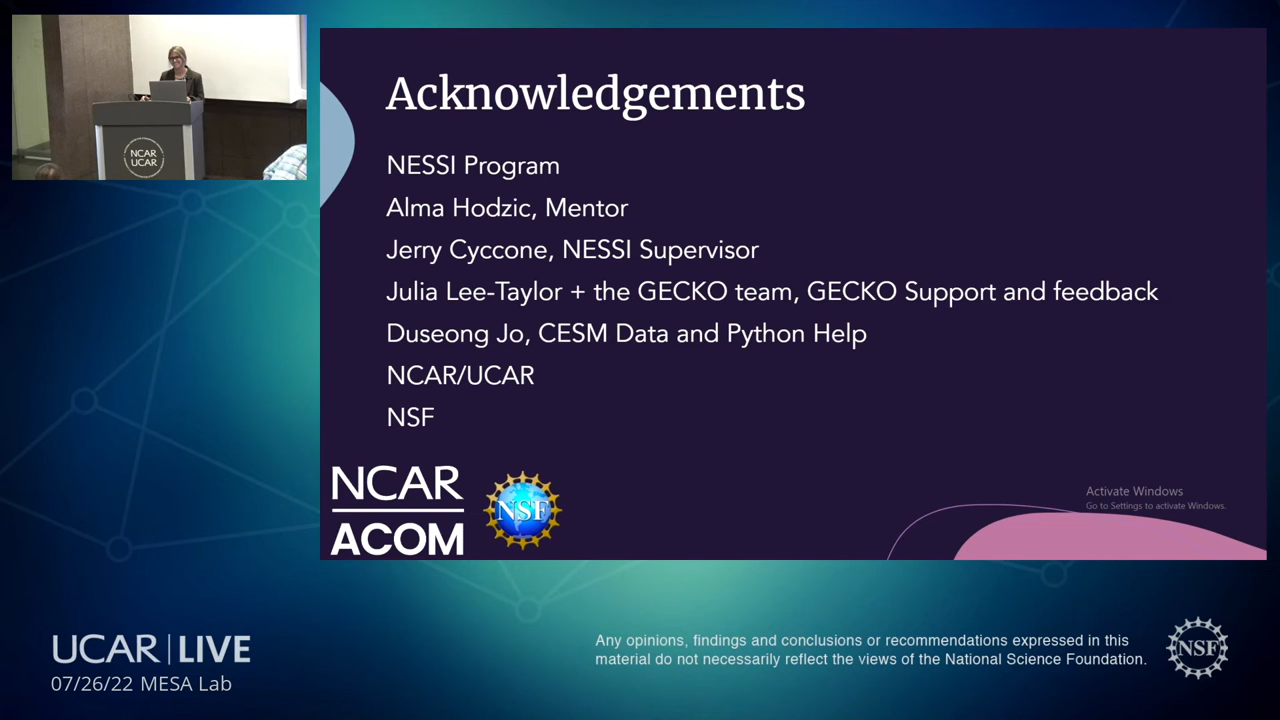 NCAR
UCAR
Acknowledgements
NESSI Program
Alma Hodzic, Mentor
Jerry Cyccone, NESSI Supervisor
Julia Lee-Taylor + the GECKO team, GECKO Support and feedback
Duseong Jo, CESM Data and Python Help
NCAR/UCAR
NSF
NCAR
ACOM
NSF
Activate Windows
Go to Settings to activate Windows.
UCAR | LIVE
07/26/22 MESA Lab
Any opinions, findings and conclusions or recommendations expressed in this
material do not necessarily reflect the views of the National Science Foundation.
NSF